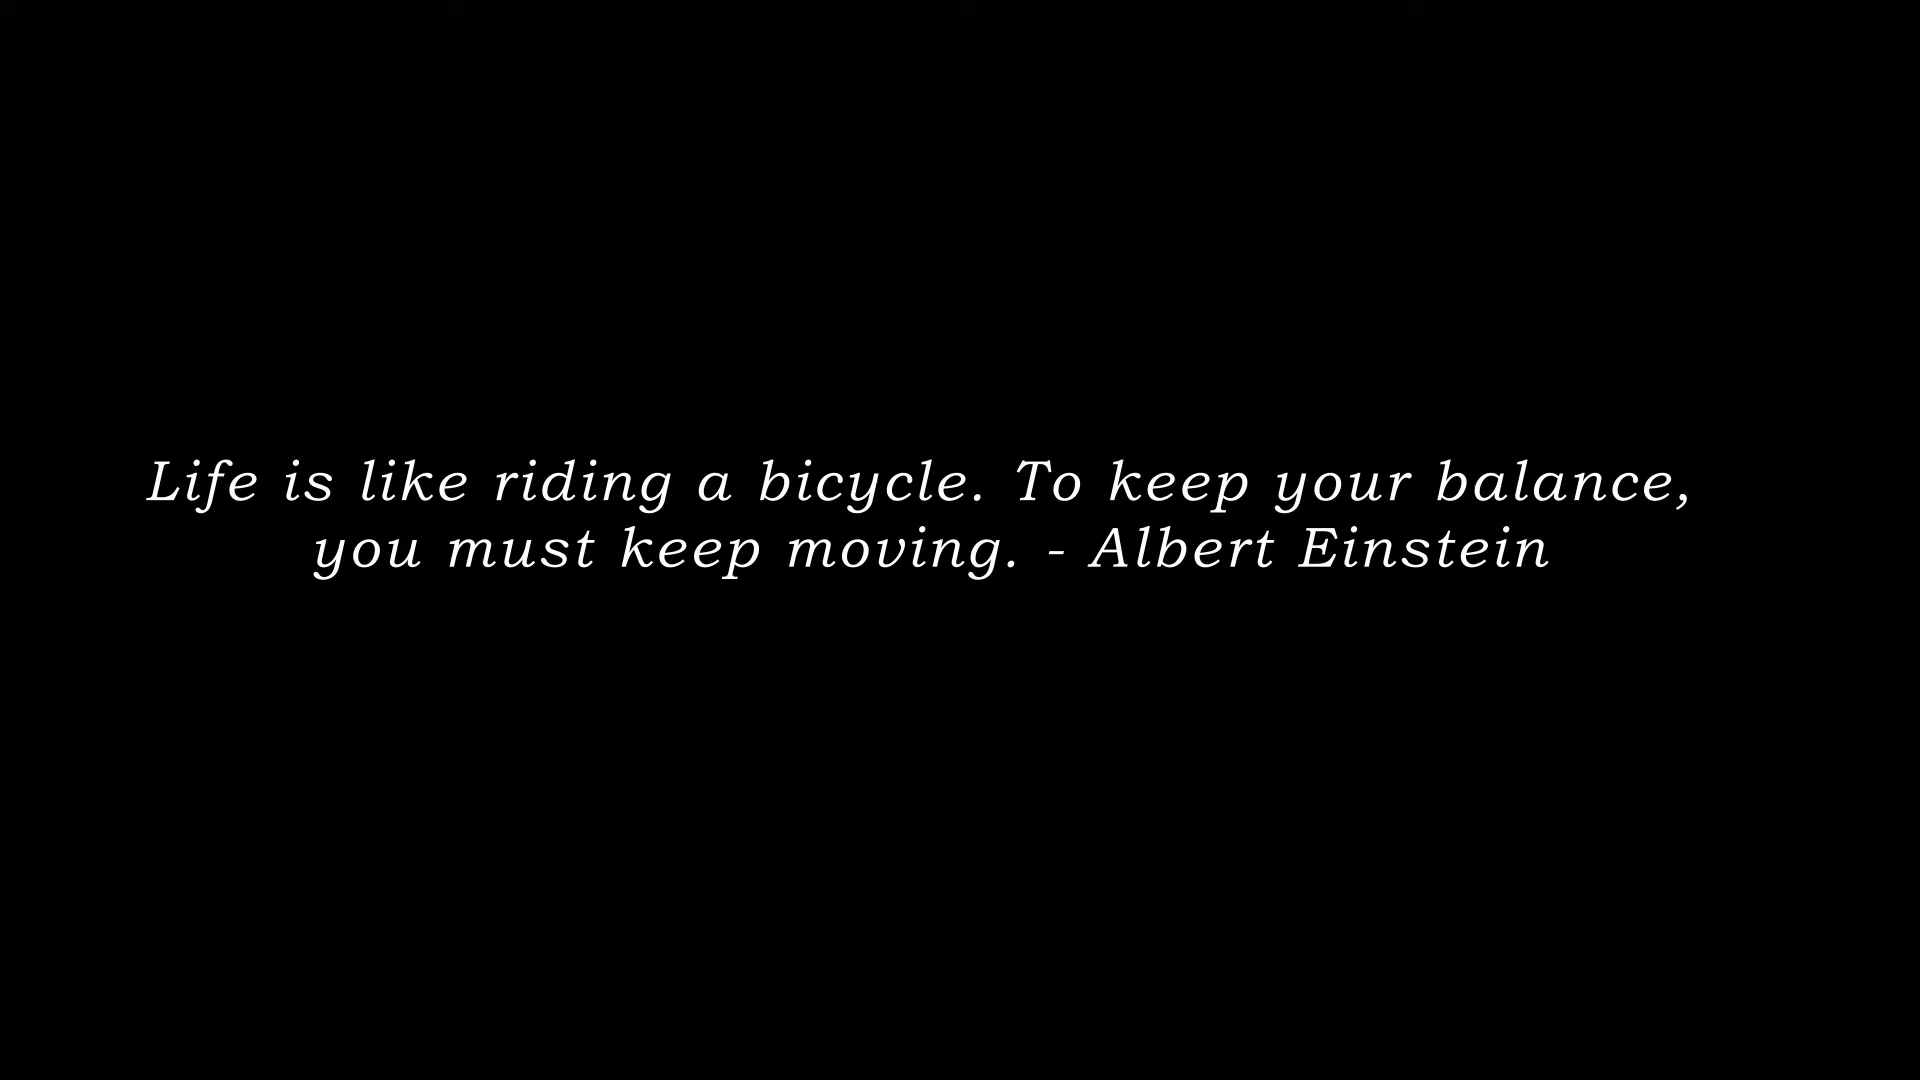 Life is like riding a bicycle. To keep your balance,
you must keep moving. - Albert Einstein